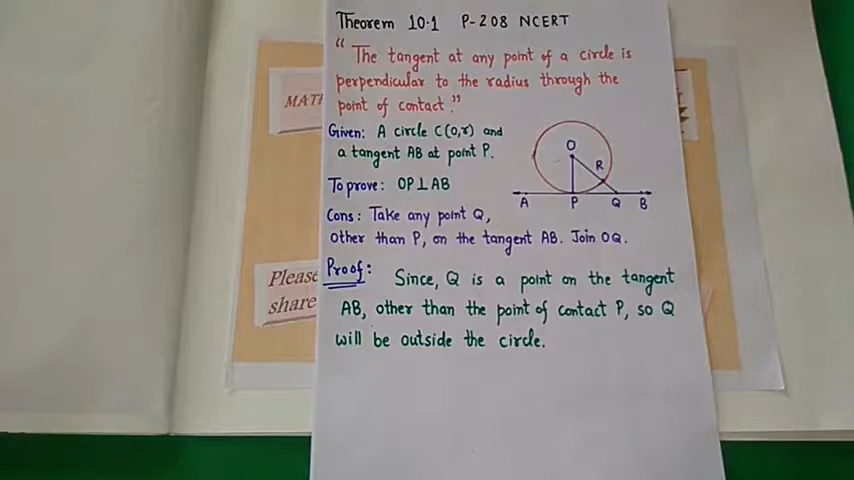 Theorem 10.1 P-208 NCERT
"The tangent at any point of a circle is
perpendicular to the radius through the
point of contact."
Given: A circle C(O,r) and
a tangent AB at point P.
To prove: OP⊥AB
Cons: Take any point Q,
other than P, on the tangent AB. Join OQ.
Proof: Since, Q is a point on the tangent
AB, other than the point of contact P, so Q
will be outside the circle.
O
R
A P Q B
MATH
Please
share